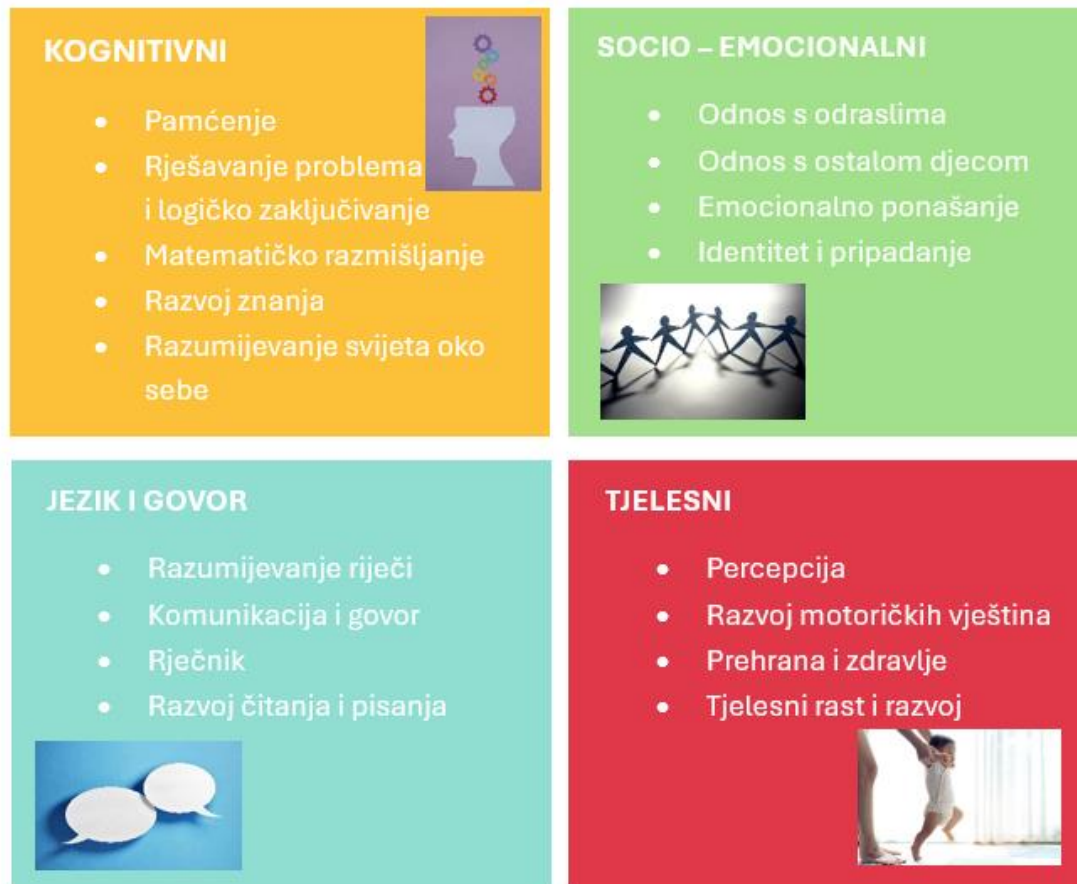 KOGNITIVNI
• Pamćenje
• Rješavanje problema
i logičko zaključivanje
• Matematičko razmišljanje
• Razvoj znanja
• Razumijevanje svijeta oko
sebe
SOCIO – EMOCIONALNI
• Odnos s odraslima
• Odnos s ostalom djecom
• Emocionalno ponašanje
• Identitet i pripadanje
JEZIK I GOVOR
• Razumijevanje riječi
• Komunikacija i govor
• Rječnik
• Razvoj čitanja i pisanja
TJELESNI
• Percepcija
• Razvoj motoričkih vještina
• Prehrana i zdravlje
• Tjelesni rast i razvoj